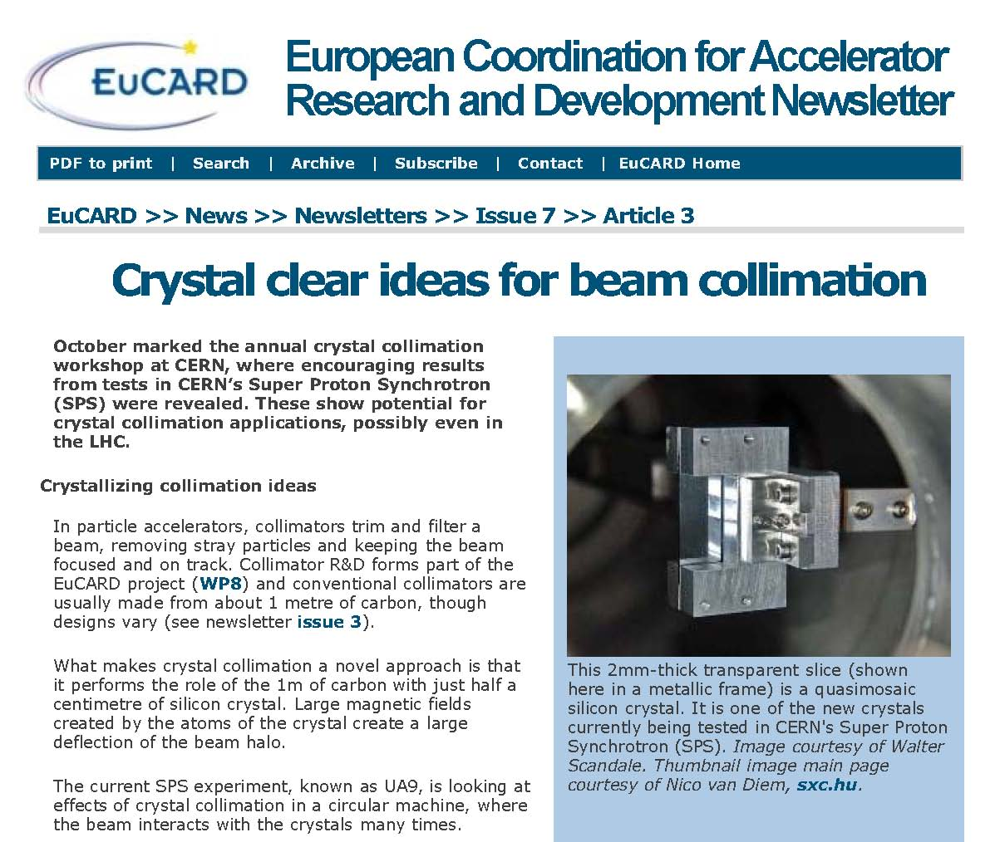 EuCARD
European Coordination for Accelerator
Research and Development Newsletter
PDF to print | Search | Archive | Subscribe | Contact | EuCARD Home
EuCARD >> News >> Newsletters >> Issue 7 >> Article 3
Crystal clear ideas for beam collimation
October marked the annual crystal collimation
workshop at CERN, where encouraging results
from tests in CERN’s Super Proton Synchrotron
(SPS) were revealed. These show potential for
crystal collimation applications, possibly even in
the LHC.
Crystallizing collimation ideas
In particle accelerators, collimators trim and filter a
beam, removing stray particles and keeping the beam
focused and on track. Collimator R&D forms part of the
EuCARD project (WP8) and conventional collimators are
usually made from about 1 metre of carbon, though
designs vary (see newsletter issue 3).
What makes crystal collimation a novel approach is that
it performs the role of the 1m of carbon with just half a
centimetre of silicon crystal. Large magnetic fields
created by the atoms of the crystal create a large
deflection of the beam halo.
The current SPS experiment, known as UA9, is looking at
effects of crystal collimation in a circular machine, where
the beam interacts with the crystals many times.
This 2mm-thick transparent slice (shown
here in a metallic frame) is a quasimosaic
silicon crystal. It is one of the new crystals
currently being tested in CERN's Super Proton
Synchrotron (SPS). Image courtesy of Walter
Scandale. Thumbnail image main page
courtesy of Nico van Diem, sxc.hu.